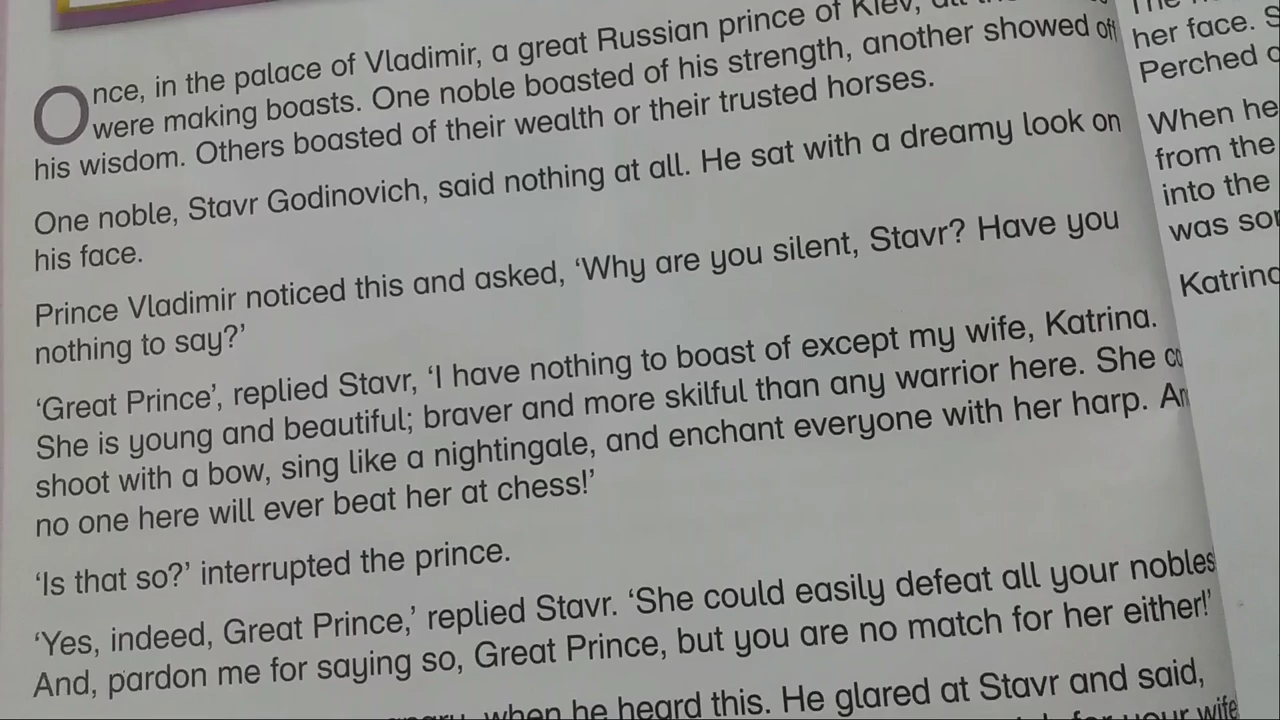 Once, in the palace of Vladimir, a great Russian prince of Kiev,
were making boasts. One noble boasted of his strength, another showed off
his wisdom. Others boasted of their wealth or their trusted horses.
One noble, Stavr Godinovich, said nothing at all. He sat with a dreamy look on
his face.
Prince Vladimir noticed this and asked, ‘Why are you silent, Stavr? Have you
nothing to say?’
‘Great Prince’, replied Stavr, ‘I have nothing to boast of except my wife, Katrina.
She is young and beautiful; braver and more skilful than any warrior here. She
shoot with a bow, sing like a nightingale, and enchant everyone with her harp.
no one here will ever beat her at chess!’
‘Is that so?’ interrupted the prince.
‘Yes, indeed, Great Prince,’ replied Stavr. ‘She could easily defeat all your nobles
And, pardon me for saying so, Great Prince, but you are no match for her either!’
when he heard this. He glared at Stavr and said,
your wife
her face.
Perched
When he
from the
into the
was